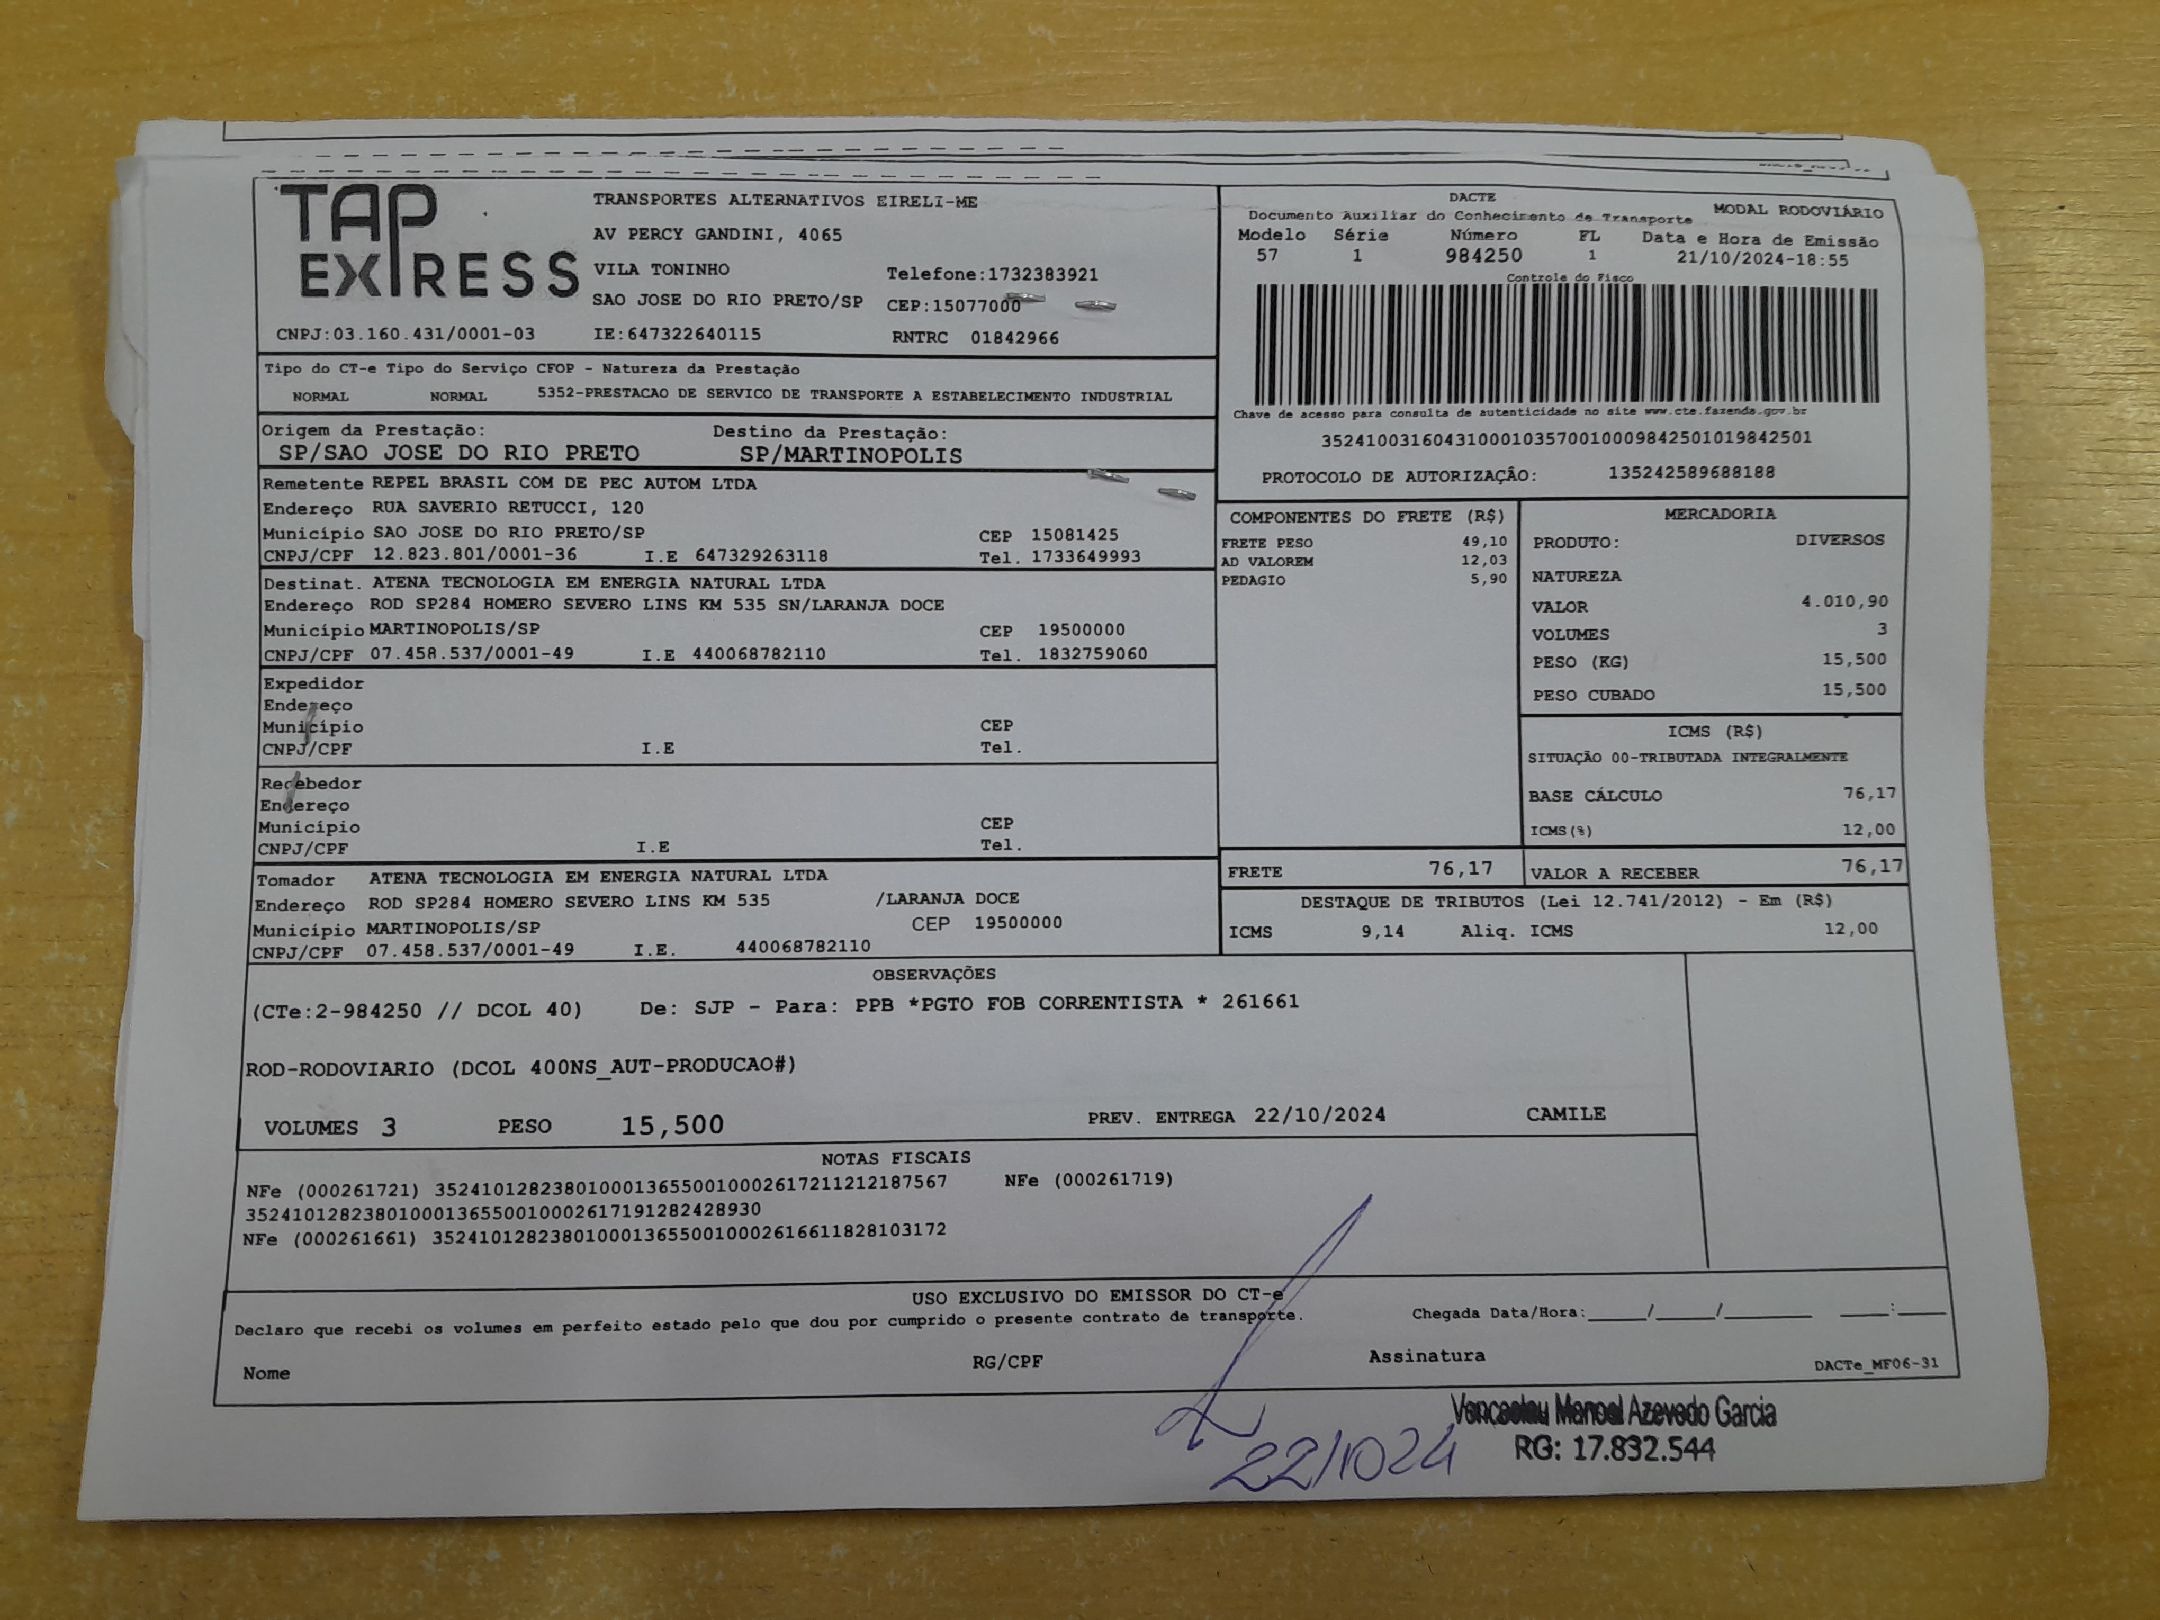 TAP EXPRESS
TRANSPORTES ALTERNATIVOS EIRELI-ME
AV PERCY GANDINI, 4065
VILA TONINHO Telefone:1732383921
SAO JOSE DO RIO PRETO/SP CEP:15077000
CNPJ:03.160.431/0001-03 IE:647322640115 RNTRC 01842966
DACTE
Documento Auxiliar do Conhecimento de Transporte MODAL RODOVIÁRIO
Modelo Série Número FL Data e Hora de Emissão
57 1 984250 1 21/10/2024-18:55
Controle do Fisco
Chave de acesso para consulta de autenticidade no site www.cte.fazenda.gov.br
35241003160431000103570010009842501019842501
PROTOCOLO DE AUTORIZAÇÃO: 135242589688188
Tipo do CT-e Tipo do Serviço CFOP - Natureza da Prestação
NORMAL NORMAL 5352-PRESTACAO DE SERVICO DE TRANSPORTE A ESTABELECIMENTO INDUSTRIAL
Origem da Prestação: Destino da Prestação:
SP/SAO JOSE DO RIO PRETO SP/MARTINOPOLIS
Remetente REPEL BRASIL COM DE PEC AUTOM LTDA
Endereço RUA SAVERIO RETUCCI, 120
Município SAO JOSE DO RIO PRETO/SP CEP 15081425
CNPJ/CPF 12.823.801/0001-36 I.E 647329263118 Tel. 1733649993
Destinat. ATENA TECNOLOGIA EM ENERGIA NATURAL LTDA
Endereço ROD SP284 HOMERO SEVERO LINS KM 535 SN/LARANJA DOCE
Município MARTINOPOLIS/SP CEP 19500000
CNPJ/CPF 07.458.537/0001-49 I.E 440068782110 Tel. 1832759060
Expedidor
Endereço
Município CEP
CNPJ/CPF I.E Tel.
Recebedor
Endereço
Município CEP
CNPJ/CPF I.E Tel.
Tomador ATENA TECNOLOGIA EM ENERGIA NATURAL LTDA
Endereço ROD SP284 HOMERO SEVERO LINS KM 535 /LARANJA DOCE
Município MARTINOPOLIS/SP CEP 19500000
CNPJ/CPF 07.458.537/0001-49 I.E. 440068782110
COMPONENTES DO FRETE (R$)
FRETE PESO 49,10
AD VALOREM 12,03
PEDAGIO 5,90
MERCADORIA
PRODUTO: DIVERSOS
NATUREZA
VALOR 4.010,90
VOLUMES 3
PESO (KG) 15,500
PESO CUBADO 15,500
ICMS (R$)
SITUAÇÃO 00-TRIBUTADA INTEGRALMENTE
BASE CÁLCULO 76,17
ICMS(%) 12,00
FRETE 76,17 VALOR A RECEBER 76,17
DESTAQUE DE TRIBUTOS (Lei 12.741/2012) - Em (R$)
ICMS 9,14 Aliq. ICMS 12,00
OBSERVAÇÕES
(CTe:2-984250 // DCOL 40) De: SJP - Para: PPB *PGTO FOB CORRENTISTA * 261661
ROD-RODOVIARIO (DCOL 400NS_AUT-PRODUCAO#)
VOLUMES 3 PESO 15,500 PREV. ENTREGA 22/10/2024 CAMILE
NOTAS FISCAIS
NFe (000261721) 35241012823801000136550010002617211212187567 NFe (000261719)
35241012823801000136550010002617191282428930
NFe (000261661) 35241012823801000136550010002616611828103172
USO EXCLUSIVO DO EMISSOR DO CT-e
Declaro que recebi os volumes em perfeito estado pelo que dou por cumprido o presente contrato de transporte. Chegada Data/Hora:____/____/______ ___:___
Nome RG/CPF Assinatura DACTe_MF06-31
Manoel Azevedo Garcia
RG: 17.832.544
22/1024